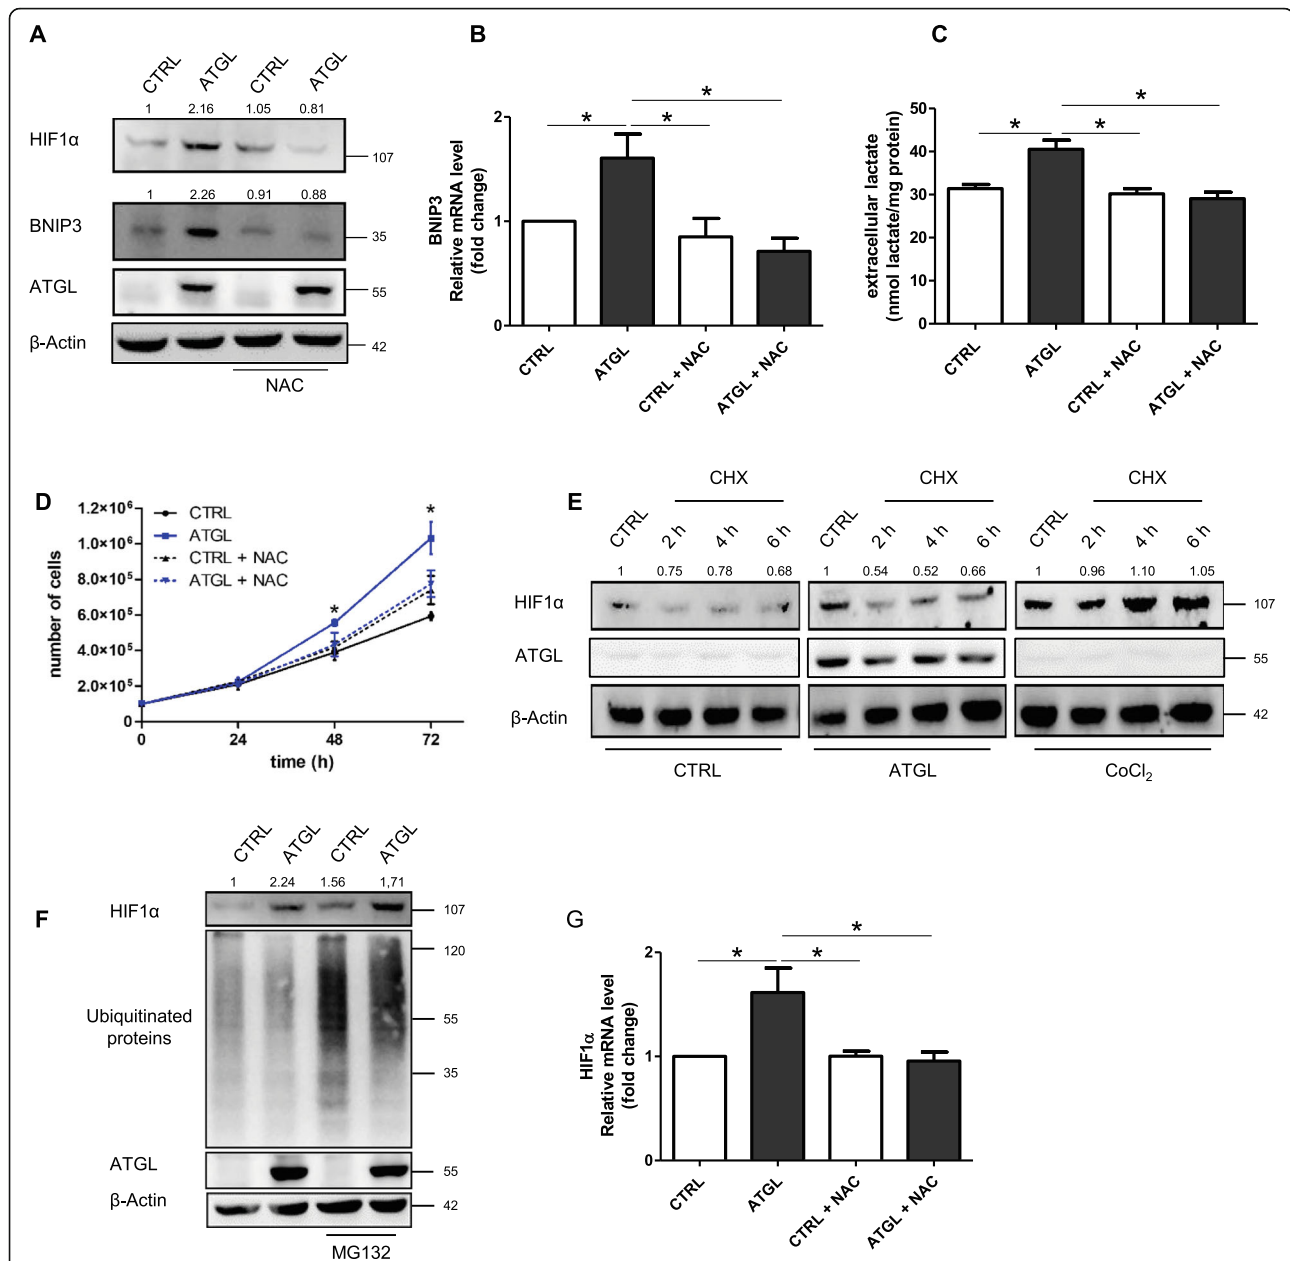 A
CTRL
ATGL
CTRL
ATGL
1 2.16 1.05 0.81
HIF1α
107
1 2.26 0.91 0.88
BNIP3
35
ATGL
55
β-Actin
42
NAC
B
BNIP3
Relative mRNA level
(fold change)
2
1
0
* * *
CTRL
ATGL
CTRL + NAC
ATGL + NAC
C
extracellular lactate
(nmol lactate/mg protein)
50
40
30
20
10
0
* * *
CTRL
ATGL
CTRL + NAC
ATGL + NAC
D
number of cells
1.2×10⁶
1.0×10⁶
8.0×10⁵
6.0×10⁵
4.0×10⁵
2.0×10⁵
0
CTRL
ATGL
CTRL + NAC
ATGL + NAC
* *
0 24 48 72
time (h)
E
CHX CHX CHX
CTRL 2 h 4 h 6 h CTRL 2 h 4 h 6 h CTRL 2 h 4 h 6 h
1 0.75 0.78 0.68 1 0.54 0.52 0.66 1 0.96 1.10 1.05
HIF1α
107
ATGL
55
β-Actin
42
CTRL ATGL CoCl₂
F
CTRL
ATGL
CTRL
ATGL
1 2.24 1.56 1,71
HIF1α
107
120
Ubiquitinated
proteins
55
35
ATGL
55
β-Actin
42
MG132
G
HIF1α
Relative mRNA level
(fold change)
2
1
0
* * *
CTRL
ATGL
CTRL + NAC
ATGL + NAC